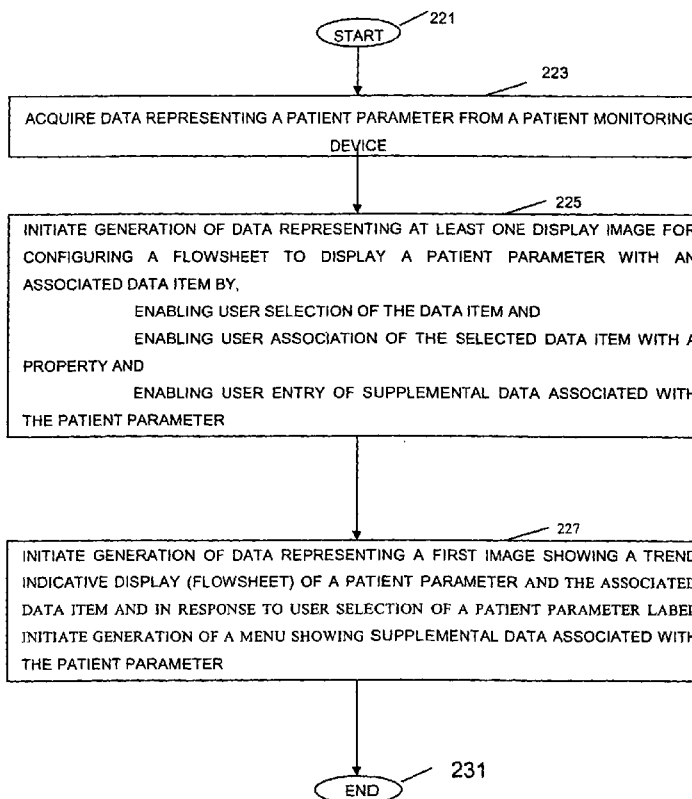 221
START
223
ACQUIRE DATA REPRESENTING A PATIENT PARAMETER FROM A PATIENT MONITORING
DEVICE
225
INITIATE GENERATION OF DATA REPRESENTING AT LEAST ONE DISPLAY IMAGE FOR
CONFIGURING A FLOWSHEET TO DISPLAY A PATIENT PARAMETER WITH AN
ASSOCIATED DATA ITEM BY,
ENABLING USER SELECTION OF THE DATA ITEM AND
ENABLING USER ASSOCIATION OF THE SELECTED DATA ITEM WITH A
PROPERTY AND
ENABLING USER ENTRY OF SUPPLEMENTAL DATA ASSOCIATED WITH
THE PATIENT PARAMETER
227
INITIATE GENERATION OF DATA REPRESENTING A FIRST IMAGE SHOWING A TREND
INDICATIVE DISPLAY (FLOWSHEET) OF A PATIENT PARAMETER AND THE ASSOCIATED
DATA ITEM AND IN RESPONSE TO USER SELECTION OF A PATIENT PARAMETER LABEL
INITIATE GENERATION OF A MENU SHOWING SUPPLEMENTAL DATA ASSOCIATED WITH
THE PATIENT PARAMETER
231
END